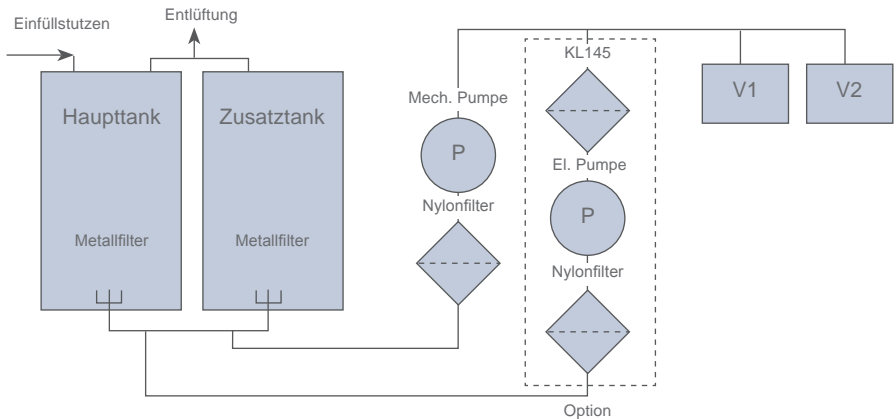 Einfüllstutzen
Entlüftung
Haupttank
Zusatztank
Metallfilter
Metallfilter
Mech. Pumpe
P
Nylonfilter
KL145
El. Pumpe
P
Nylonfilter
Option
V1
V2